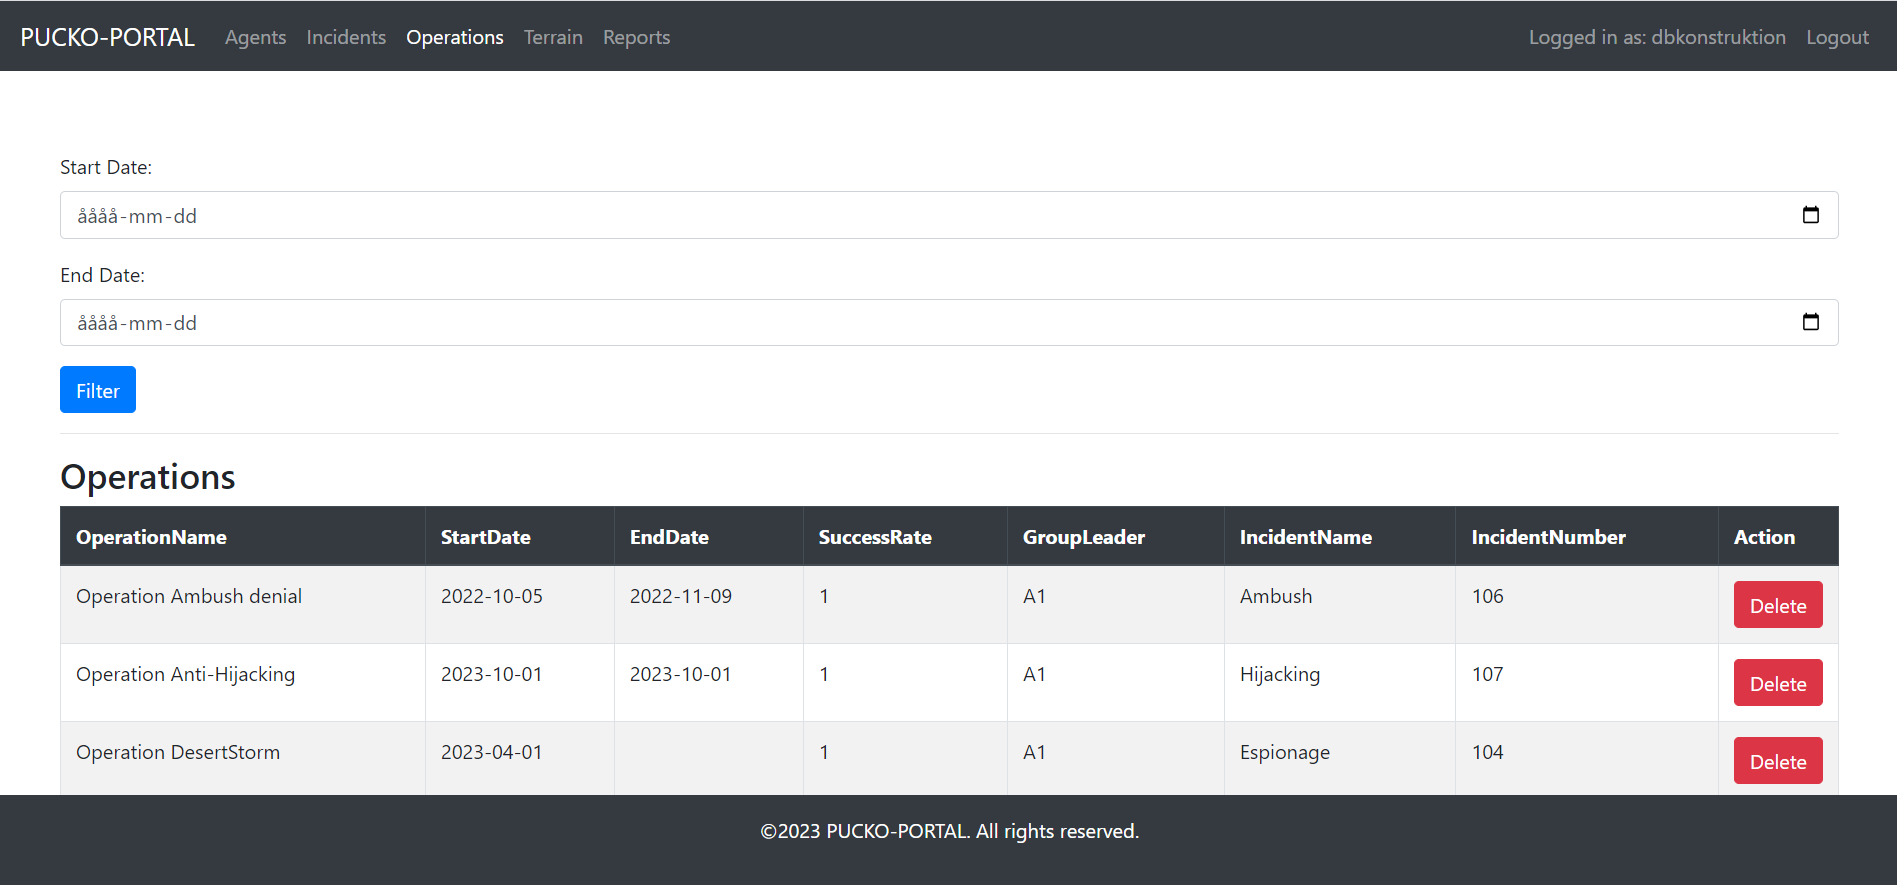 PUCKO-PORTAL Agents Incidents Operations Terrain Reports Logged in as: dbkonstruktion Logout
Start Date:
åååå-mm-dd
End Date:
åååå-mm-dd
Filter
Operations
OperationName StartDate EndDate SuccessRate GroupLeader IncidentName IncidentNumber Action
Operation Ambush denial 2022-10-05 2022-11-09 1 A1 Ambush 106 Delete
Operation Anti-Hijacking 2023-10-01 2023-10-01 1 A1 Hijacking 107 Delete
Operation DesertStorm 2023-04-01 1 A1 Espionage 104 Delete
©2023 PUCKO-PORTAL. All rights reserved.